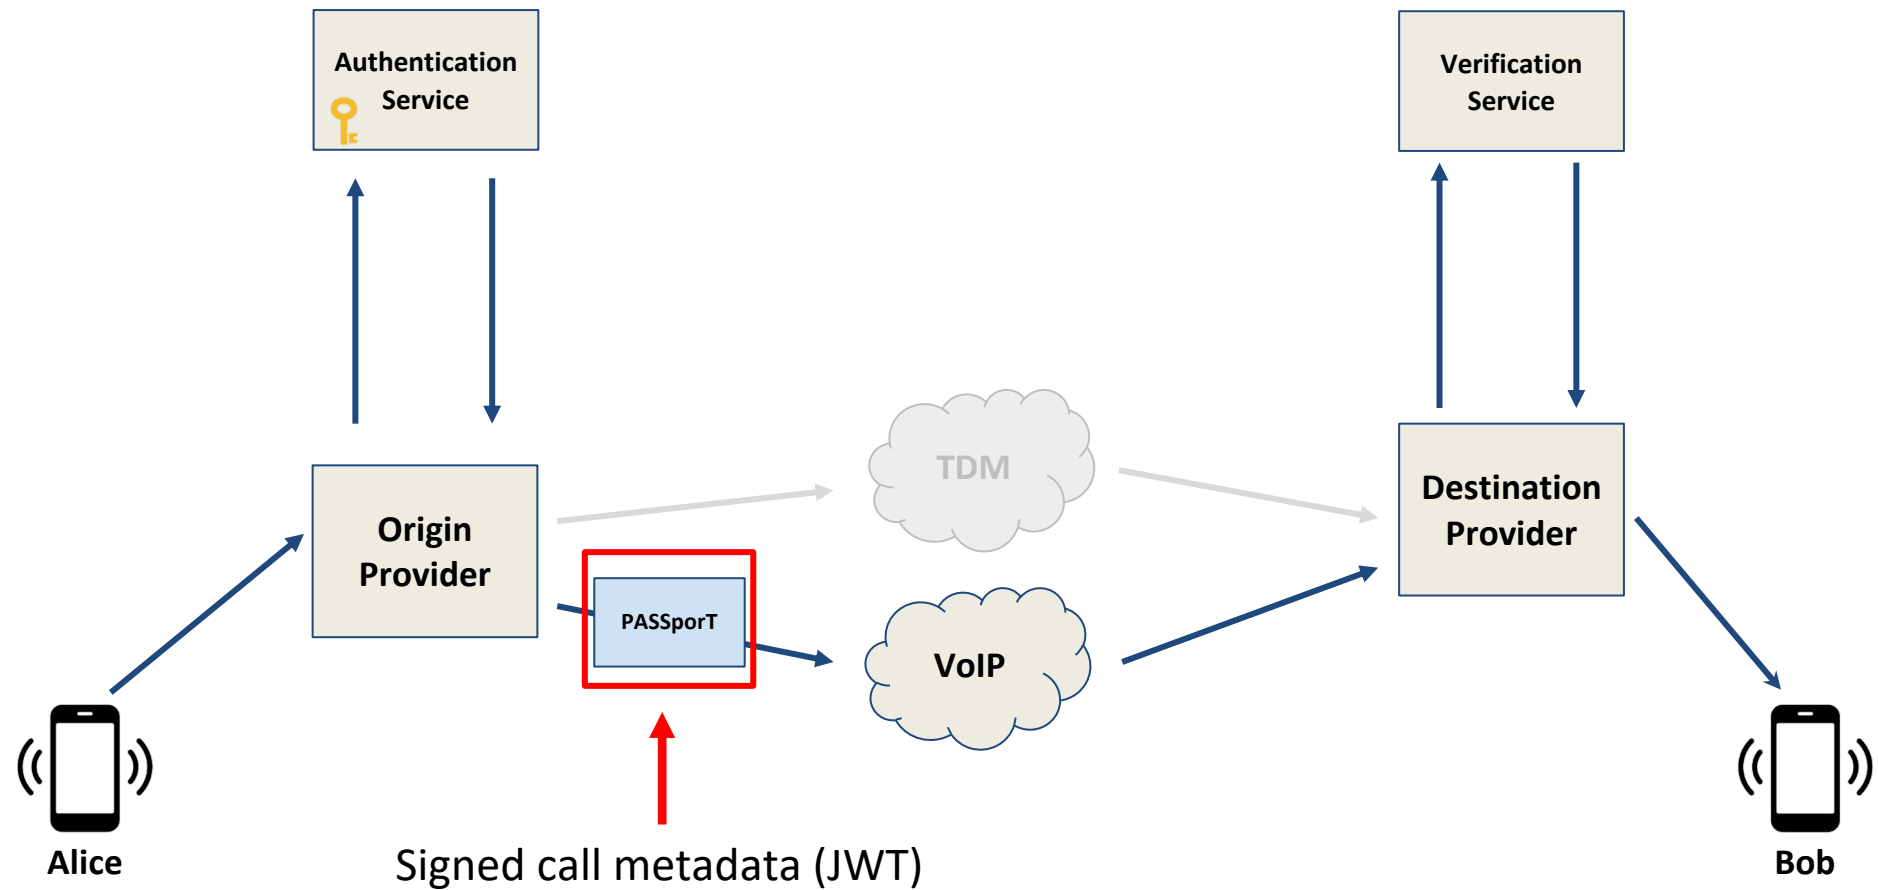 Authentication
Service
Verification
Service
TDM
Origin
Provider
Destination
Provider
PASSporT
VoIP
Alice
Signed call metadata (JWT)
Bob